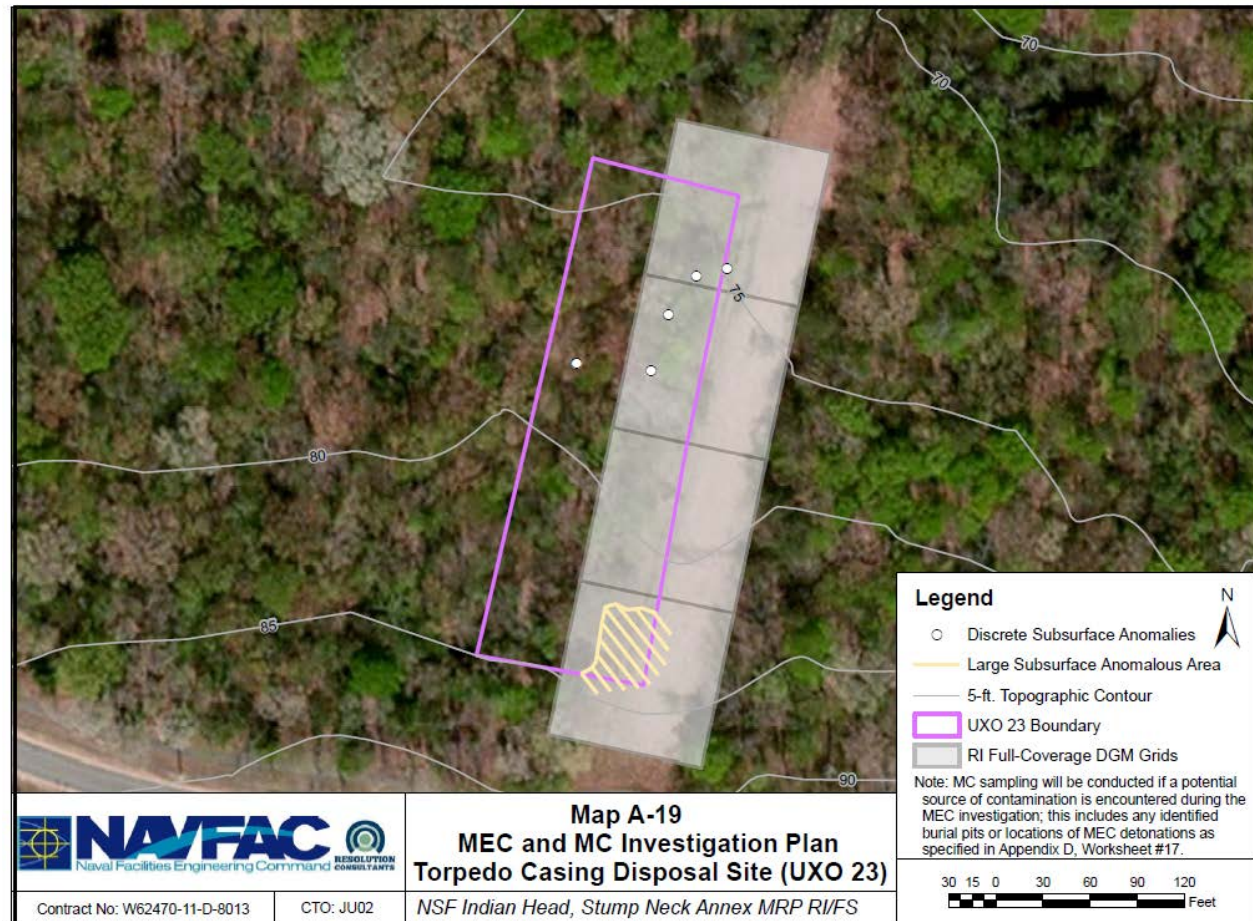 70
70
75
80
85
90
Legend
N
Discrete Subsurface Anomalies
Large Subsurface Anomalous Area
5-ft. Topographic Contour
UXO 23 Boundary
RI Full-Coverage DGM Grids
Note: MC sampling will be conducted if a potential
source of contamination is encountered during the
MEC investigation; this includes any identified
burial pits or locations of MEC detonations as
specified in Appendix D, Worksheet #17.
30 15 0 30 60 90 120
Feet
NAVFAC
Naval Facilities Engineering Command
RESOLUTION
CONSULTANTS
Map A-19
MEC and MC Investigation Plan
Torpedo Casing Disposal Site (UXO 23)
Contract No: W62470-11-D-8013
CTO: JU02
NSF Indian Head, Stump Neck Annex MRP RI/FS